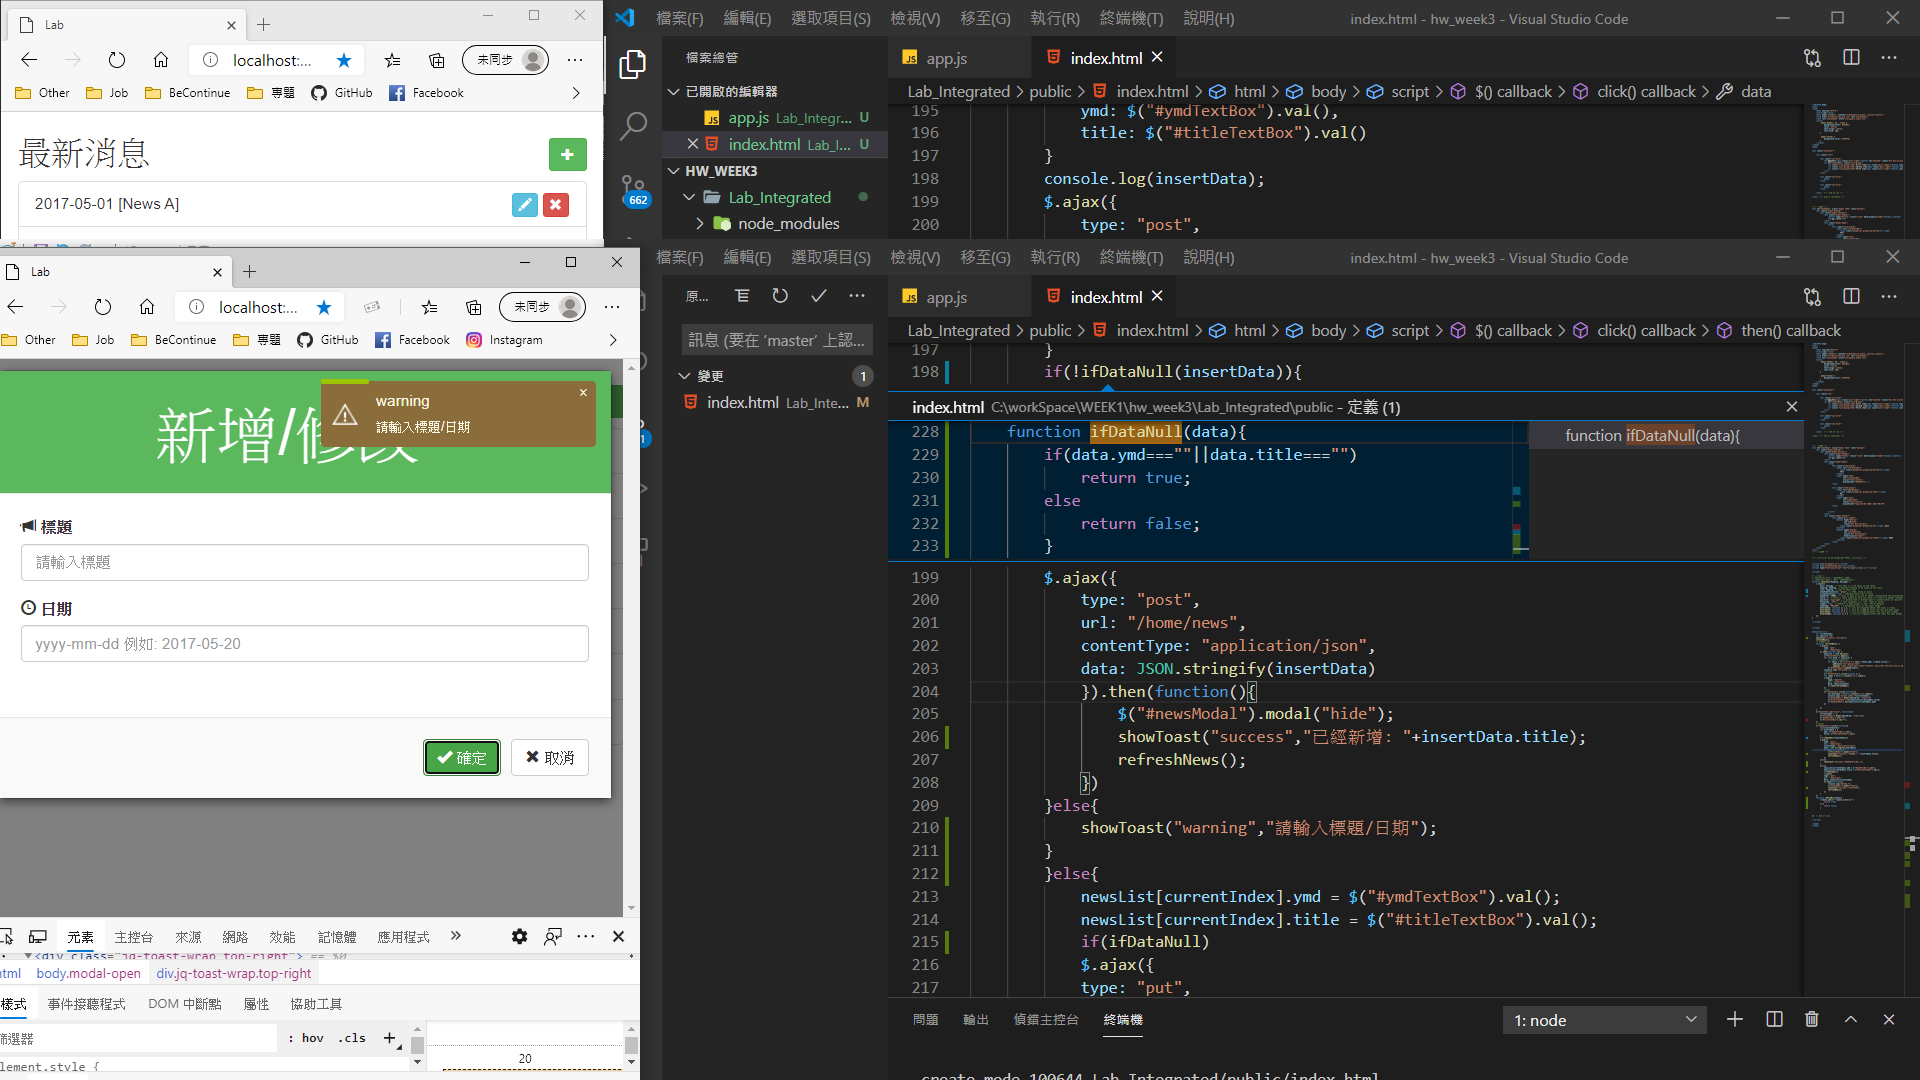 Lab
localhost:...
未同步
Other
Job
BeContinue
專題
GitHub
Facebook
最新消息
2017-05-01 [News A]
檔案(F) 編輯(E) 選取項目(S) 檢視(V) 移至(G) 執行(R) 終端機(T) 說明(H)
index.html - hw_week3 - Visual Studio Code
檔案總管
已開啟的編輯器
app.js Lab_Integr... U
index.html Lab_I... U
HW_WEEK3
Lab_Integrated
node_modules
662
app.js
index.html
Lab_Integrated > public > index.html > html > body > script > $() callback > click() callback > data
195 ymd: $("#ymdTextBox").val(),
196 title: $("#titleTextBox").val()
197 }
198 console.log(insertData);
199 $.ajax({
200 type: "post",
Lab
localhost:...
未同步
Other
Job
BeContinue
專題
GitHub
Facebook
Instagram
新增/修改
warning
請輸入標題/日期
標題
請輸入標題
日期
yyyy-mm-dd 例如: 2017-05-20
確定
取消
元素 主控台 來源 網路 效能 記憶體 應用程式
<div class="jq-toast-wrap top-right"> == $0
html body.modal-open div.jq-toast-wrap.top-right
樣式 事件接聽程式 DOM 中斷點 屬性 協助工具
篩選器
:hov .cls
element.style {
20
檔案(F) 編輯(E) 選取項目(S) 檢視(V) 移至(G) 執行(R) 終端機(T) 說明(H)
index.html - hw_week3 - Visual Studio Code
原...
訊息 (要在 'master' 上認...
變更
1
index.html Lab_Inte... M
app.js
index.html
Lab_Integrated > public > index.html > html > body > script > $() callback > click() callback > then() callback
197 }
198 if(!ifDataNull(insertData)){
index.html C:\workSpace\WEEK1\hw_week3\Lab_Integrated\public - 定義 (1)
228 function ifDataNull(data){
229 if(data.ymd===""||data.title==="")
230 return true;
231 else
232 return false;
233 }
function ifDataNull(data){
199 $.ajax({
200 type: "post",
201 url: "/home/news",
202 contentType: "application/json",
203 data: JSON.stringify(insertData)
204 }).then(function(){
205 $("#newsModal").modal("hide");
206 showToast("success","已經新增: "+insertData.title);
207 refreshNews();
208 })
209 }else{
210 showToast("warning","請輸入標題/日期");
211 }
212 }else{
213 newsList[currentIndex].ymd = $("#ymdTextBox").val();
214 newsList[currentIndex].title = $("#titleTextBox").val();
215 if(ifDataNull)
216 $.ajax({
217 type: "put",
問題 輸出 偵錯主控台 終端機
1: node
create mode 100644 Lab_Integrated/public/index.html